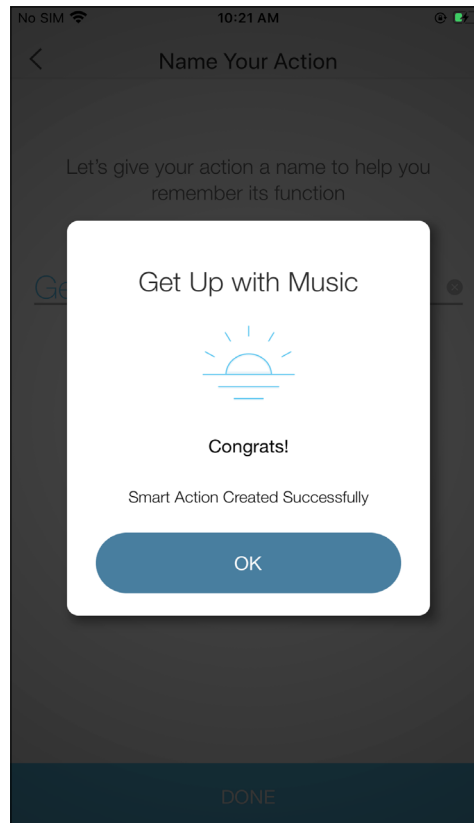 No SIM 10:21 AM
Name Your Action
Let's give your action a name to help you
remember its function
Ge
Get Up with Music
Congrats!
Smart Action Created Successfully
OK
DONE